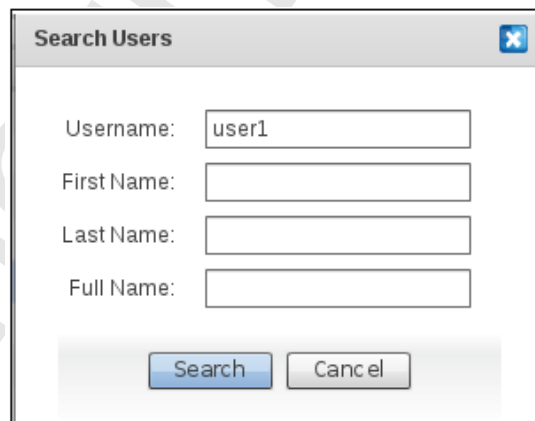 Search Users
Username: user1
First Name:
Last Name:
Full Name:
Search Cancel